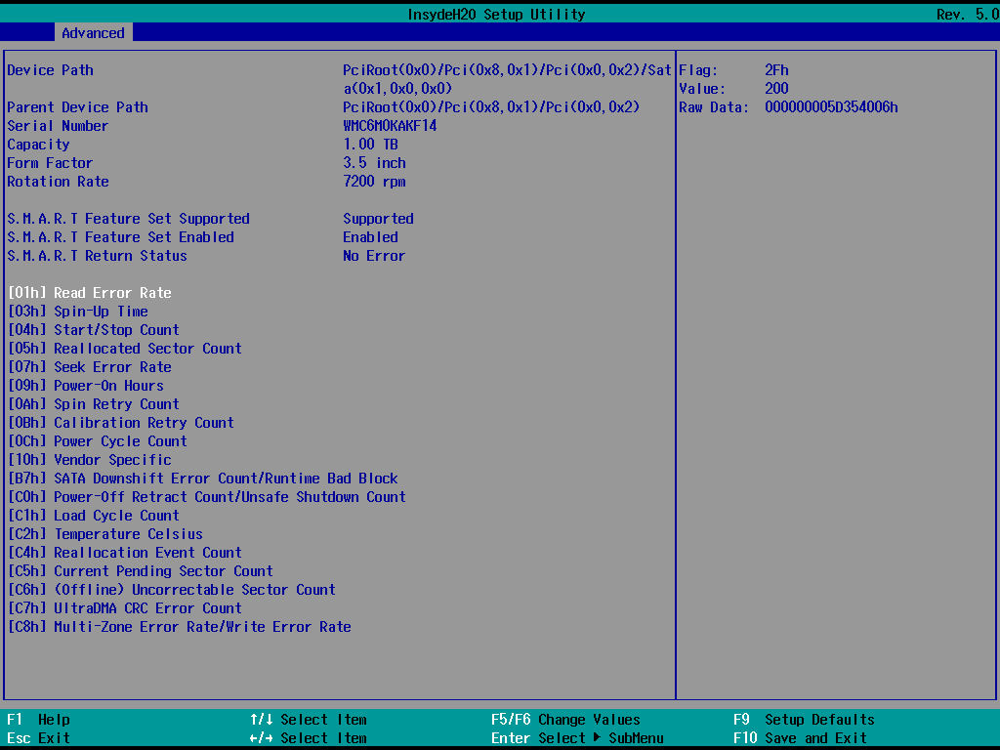 InsydeH2O Setup Utility Rev. 5.0
Advanced
Device Path PciRoot(0x0)/Pci(0x8,0x1)/Pci(0x0,0x2)/Sat
a(0x1,0x0,0x0)
Parent Device Path PciRoot(0x0)/Pci(0x8,0x1)/Pci(0x0,0x2)
Serial Number WMC6M0KAKF14
Capacity 1.00 TB
Form Factor 3.5 inch
Rotation Rate 7200 rpm
S.M.A.R.T Feature Set Supported Supported
S.M.A.R.T Feature Set Enabled Enabled
S.M.A.R.T Return Status No Error
[01h] Read Error Rate
[03h] Spin-Up Time
[04h] Start/Stop Count
[05h] Reallocated Sector Count
[07h] Seek Error Rate
[09h] Power-On Hours
[0Ah] Spin Retry Count
[0Bh] Calibration Retry Count
[0Ch] Power Cycle Count
[10h] Vendor Specific
[B7h] SATA Downshift Error Count/Runtime Bad Block
[C0h] Power-Off Retract Count/Unsafe Shutdown Count
[C1h] Load Cycle Count
[C2h] Temperature Celsius
[C4h] Reallocation Event Count
[C5h] Current Pending Sector Count
[C6h] (Offline) Uncorrectable Sector Count
[C7h] UltraDMA CRC Error Count
[C8h] Multi-Zone Error Rate/Write Error Rate
Flag: 2Fh
Value: 200
Raw Data: 000000005D354006h
F1 Help ↑/↓ Select Item F5/F6 Change Values F9 Setup Defaults
Esc Exit ←/→ Select Item Enter Select ▶ SubMenu F10 Save and Exit